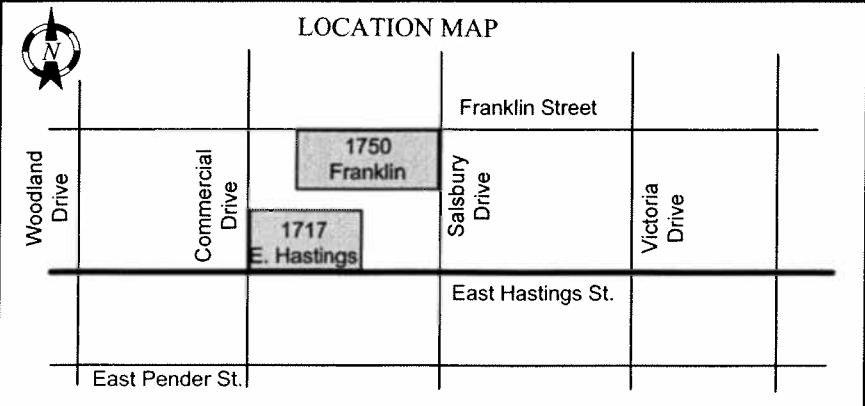 LOCATION MAP
N
Franklin Street
1750
Franklin
Woodland
Drive
Commercial
Drive
Salsbury
Drive
Victoria
Drive
1717
E. Hastings
East Hastings St.
East Pender St.